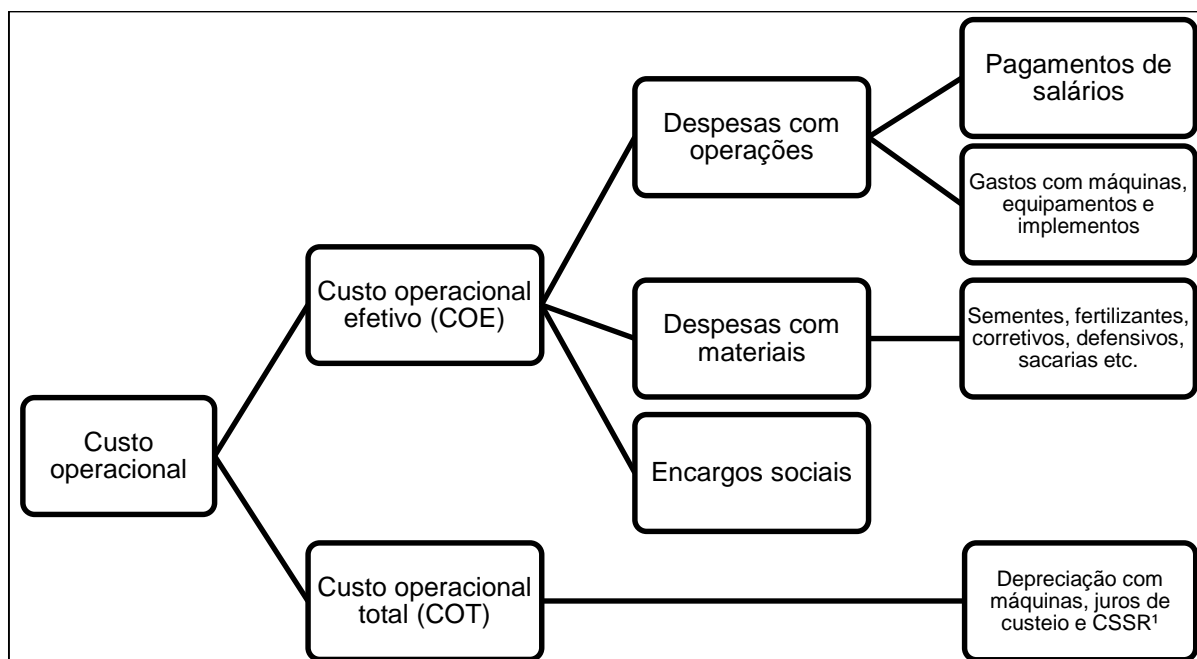 Custo
operacional
Custo operacional
efetivo (COE)
Custo operacional
total (COT)
Despesas com
operações
Despesas com
materiais
Encargos sociais
Pagamentos de
salários
Gastos com máquinas,
equipamentos e
implementos
Sementes, fertilizantes,
corretivos, defensivos,
sacarias etc.
Depreciação com
máquinas, juros de
custeio e CSSR¹